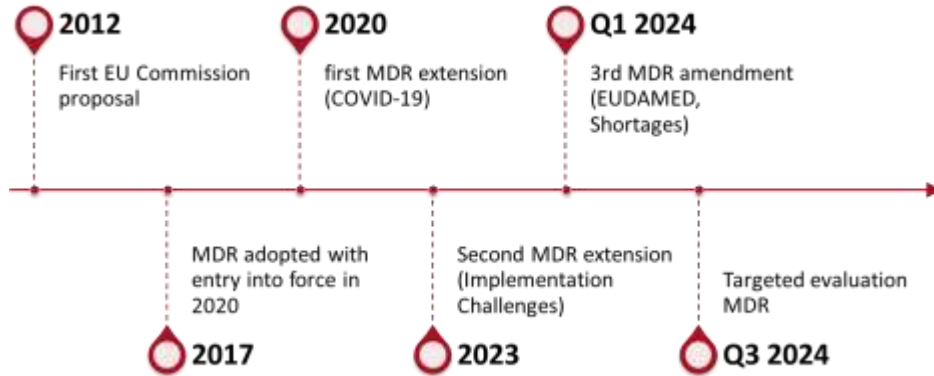 2012
First EU Commission
proposal
2020
first MDR extension
(COVID-19)
Q1 2024
3rd MDR amendment
(EUDAMED,
Shortages)
MDR adopted with
entry into force in
2020
2017
Second MDR extension
(Implementation
Challenges)
2023
Targeted evaluation
MDR
Q3 2024